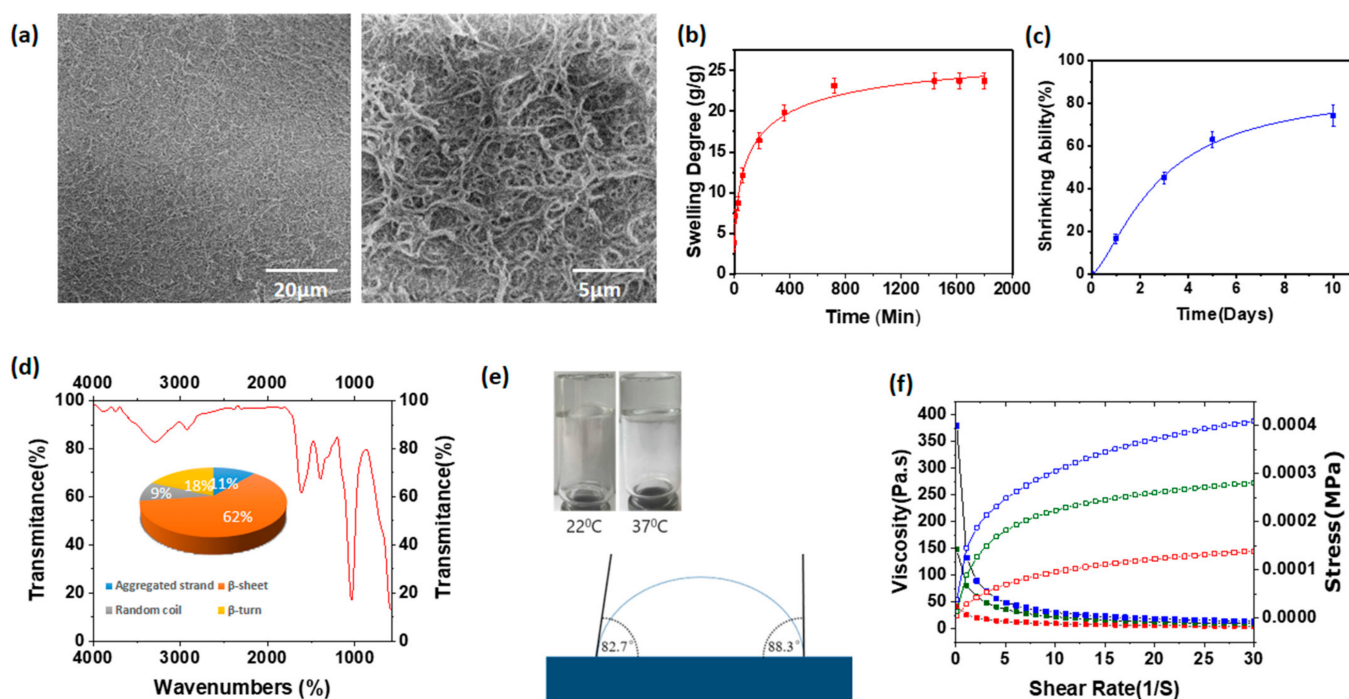 (a)
20μm
5μm
(b)
Swelling Degree (g/g)
25
20
15
10
5
0
0 400 800 1200 1600 2000
Time (Min)
(c)
Shrinking Ability(%)
100
80
60
40
20
0
0 2 4 6 8 10
Time(Days)
(d)
4000 3000 2000 1000
Transmitance(%)
100
80
60
40
20
0
18% 11%
9%
62%
Aggregated strand β-sheet
Random coil β-turn
100
80
60
40
20
0
Transmitance(%)
4000 3000 2000 1000
Wavenumbers (%)
(e)
22⁰C 37⁰C
82.7° 88.3°
(f)
Viscosity(Pa.s)
400
350
300
250
200
150
100
50
0
0.0004
0.0003
0.0002
0.0001
0.0000
Stress(MPa)
0 5 10 15 20 25 30
Shear Rate(1/S)